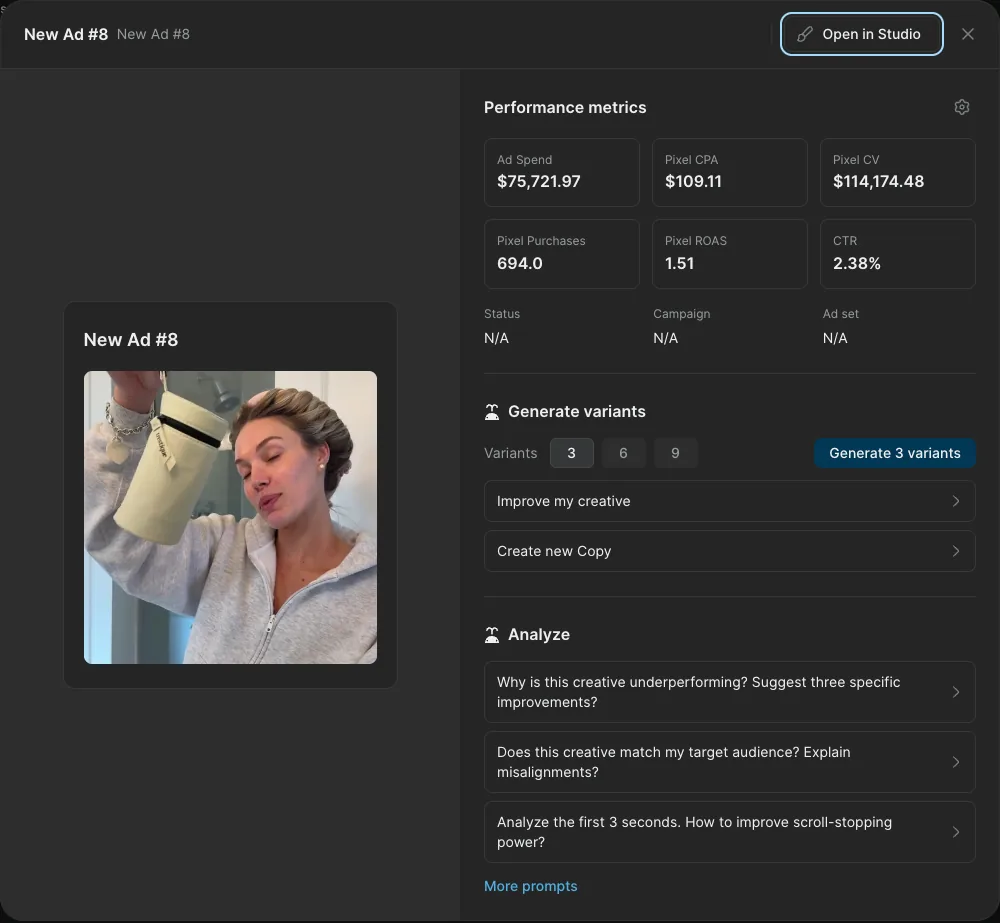 New Ad #8 New Ad #8
Open in Studio
New Ad #8
Performance metrics
Ad Spend
$75,721.97
Pixel CPA
$109.11
Pixel CV
$114,174.48
Pixel Purchases
694.0
Pixel ROAS
1.51
CTR
2.38%
Status
N/A
Campaign
N/A
Ad set
N/A
Generate variants
Variants 3 6 9 Generate 3 variants
Improve my creative
Create new Copy
Analyze
Why is this creative underperforming? Suggest three specific
improvements?
Does this creative match my target audience? Explain
misalignments?
Analyze the first 3 seconds. How to improve scroll-stopping
power?
More prompts